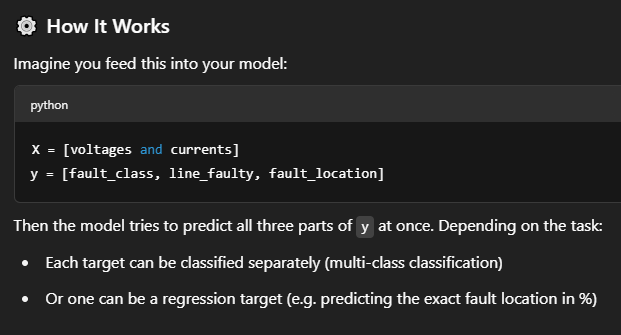 ⚙️ How It Works
Imagine you feed this into your model:
python
X = [voltages and currents]
y = [fault_class, line_faulty, fault_location]
Then the model tries to predict all three parts of y at once. Depending on the task:
• Each target can be classified separately (multi-class classification)
• Or one can be a regression target (e.g. predicting the exact fault location in %)